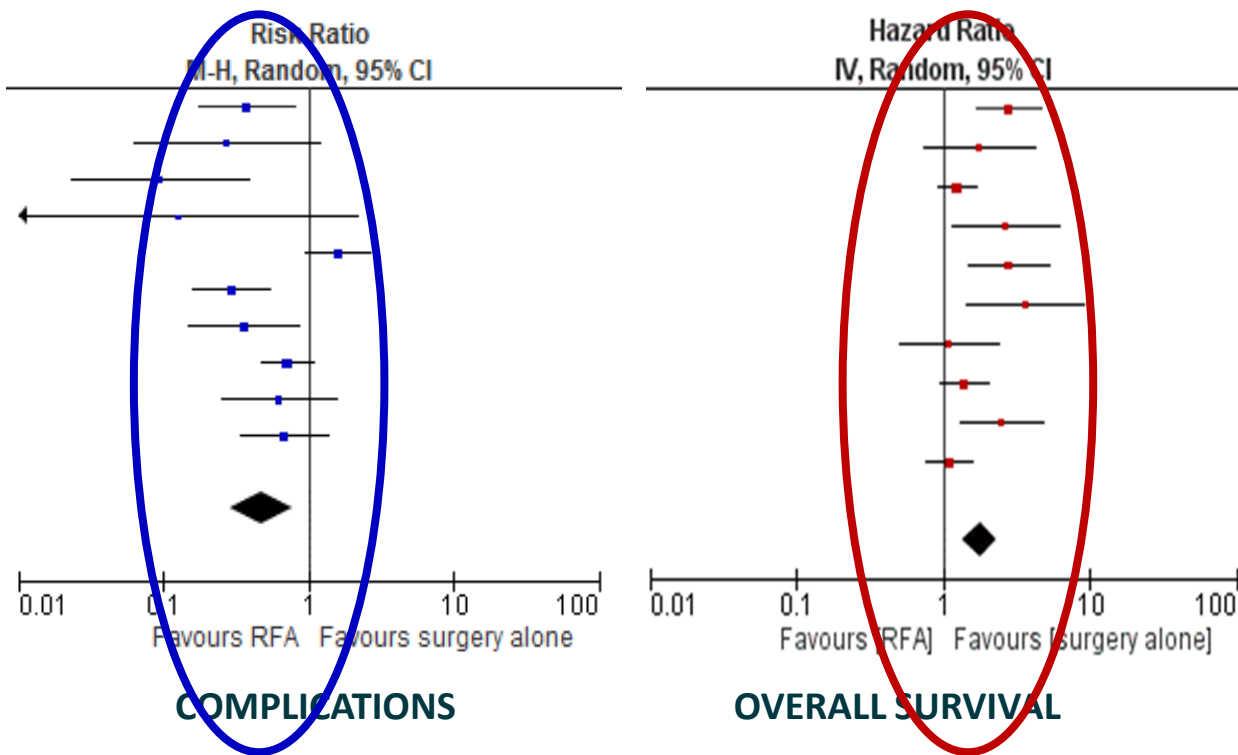 Risk Ratio
M-H, Random, 95% CI
0.01 0.1 1 10 100
Favours RFA Favours surgery alone
COMPLICATIONS
Hazard Ratio
IV, Random, 95% CI
0.01 0.1 1 10 100
Favours [RFA] Favours [surgery alone]
OVERALL SURVIVAL